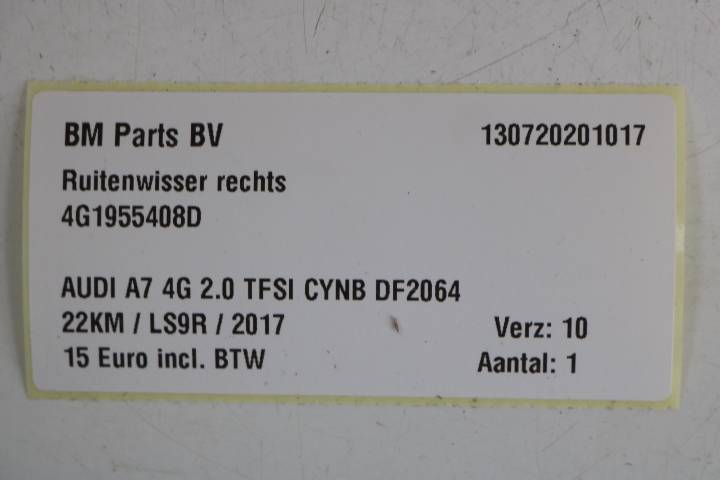 BM Parts BV 130720201017
Ruitenwisser rechts
4G1955408D
AUDI A7 4G 2.0 TFSI CYNB DF2064
22KM / LS9R / 2017 Verz: 10
15 Euro incl. BTW Aantal: 1